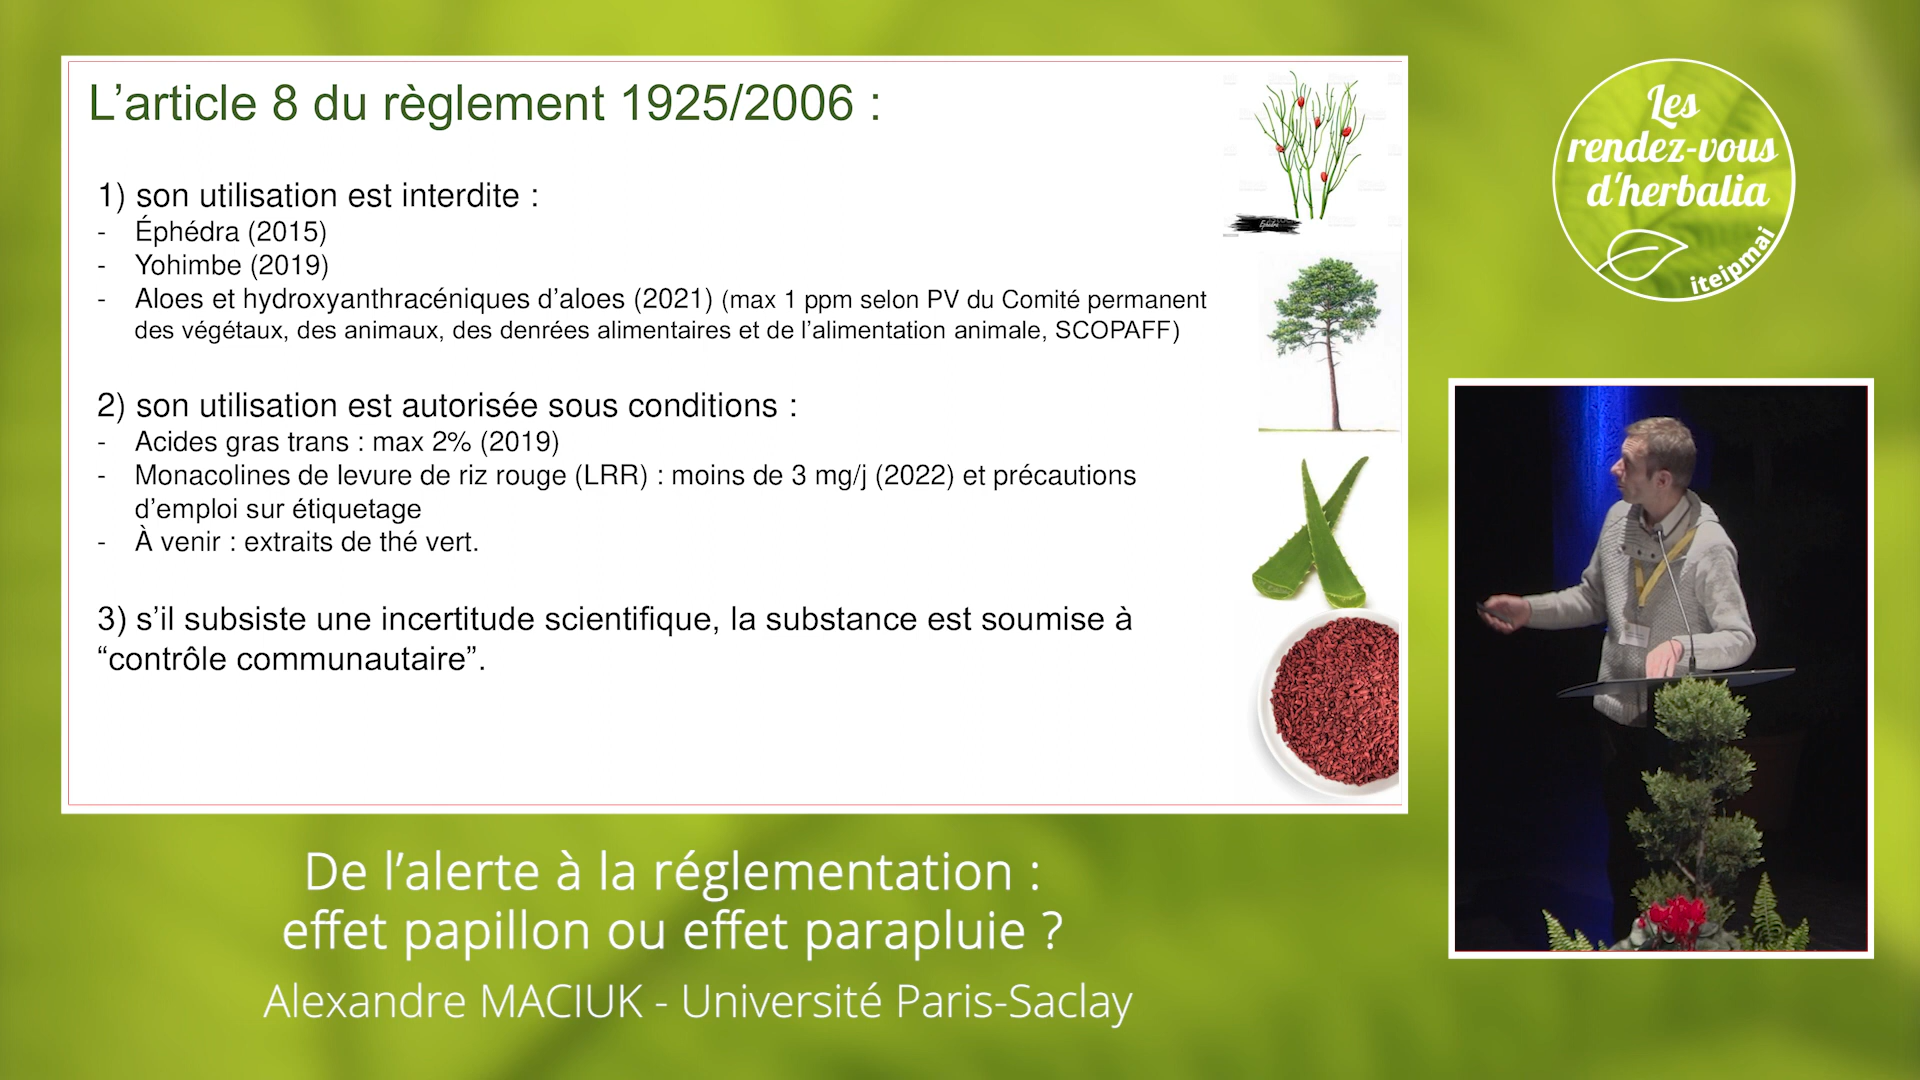 L’article 8 du règlement 1925/2006 :
1) son utilisation est interdite :
- Éphédra (2015)
- Yohimbe (2019)
- Aloes et hydroxyanthracéniques d’aloes (2021) (max 1 ppm selon PV du Comité permanent
des végétaux, des animaux, des denrées alimentaires et de l’alimentation animale, SCOPAFF)
2) son utilisation est autorisée sous conditions :
- Acides gras trans : max 2% (2019)
- Monacolines de levure de riz rouge (LRR) : moins de 3 mg/j (2022) et précautions
d’emploi sur étiquetage
- À venir : extraits de thé vert.
3) s’il subsiste une incertitude scientifique, la substance est soumise à
“contrôle communautaire”.
Les
rendez-vous
d'herbalia
iteipmai
De l’alerte à la réglementation :
effet papillon ou effet parapluie ?
Alexandre MACIUK - Université Paris-Saclay